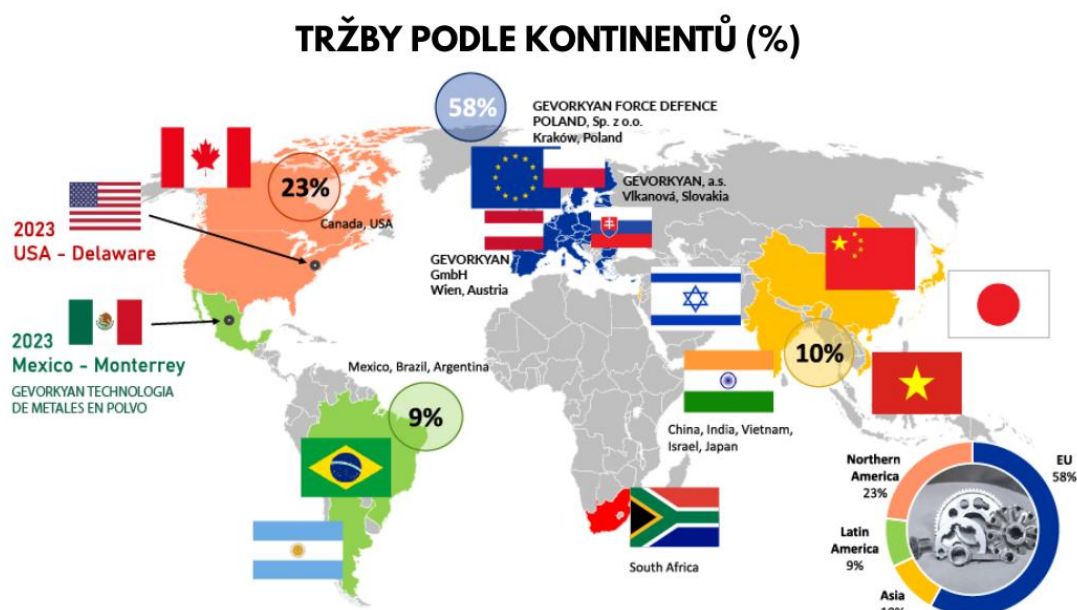 TRŽBY PODLE KONTINENTŮ (%)
58%
GEVORKYAN FORCE DEFENCE
POLAND, Sp. z o.o.
Kraków, Poland
23%
Canada, USA
GEVORKYAN, a.s.
Vlkanová, Slovakia
2023
USA - Delaware
GEVORKYAN
GmbH
Wien, Austria
2023
Mexico - Monterrey
GEVORKYAN TECHNOLOGIA
DE METALES EN POLVO
Mexico, Brazil, Argentina
9%
10%
China, India, Vietnam,
Israel, Japan
South Africa
Northern
America
23%
EU
58%
Latin
America
9%
Asia